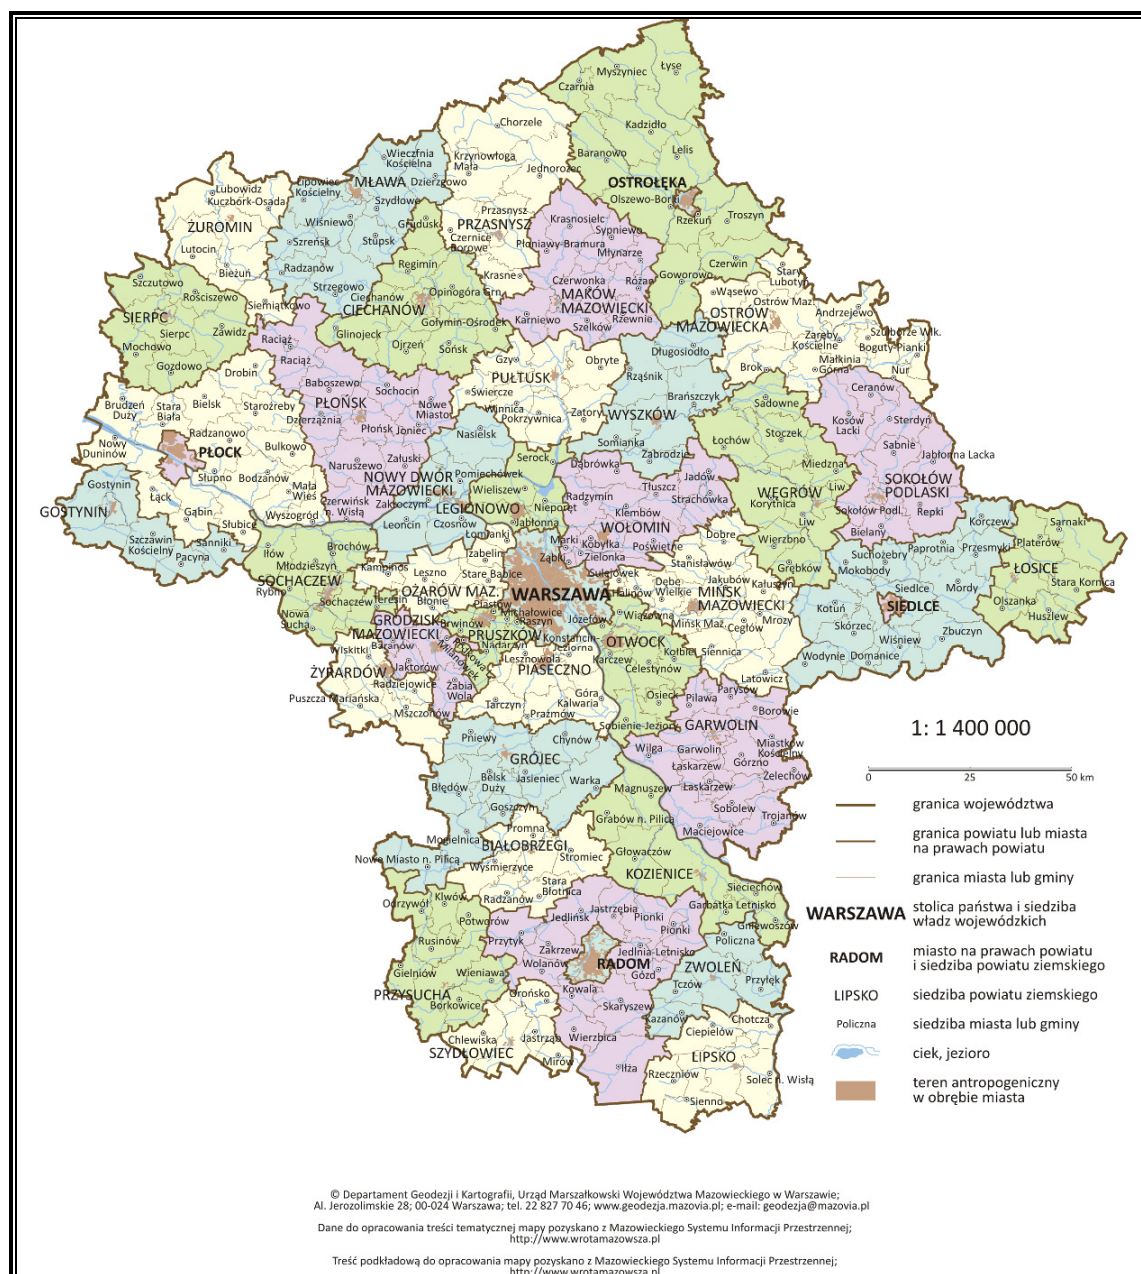 Łyse
Myszyniec
Czarnia
Chorzele
Kadzidło
Lelis
Baranowo
Wieczfnia
Kościelna
Krzynowłoga
Mała
Jednorożec
OSTROŁĘKA
Lipowiec
Kościelny
MŁAWA
Dzierzgowo
Lubowidz
Kuczbork-Osada
Szydłowo
Olszewo-Borki
Rzekuń
Troszyn
ŻUROMIN
Wiśniewo
Grudusk
Przasnysz
PRZASNYSZ
Krasnosielc
Sypniewo
Lutocin
Szreńsk
Stupsk
Czernice
Borowe
Płoniawy-Bramura
Młynarze
Bieżuń
Radzanów
Regimin
Krasne
Czerwonka
Różan
Goworowo
Czerwin
Stary
Lubotyń
Szczutowo
Rościszewo
Strzegowo
Ciechanów
CIECHANÓW
Opinogóra Grn.
MAKÓW
MAZOWIECKI
Wąsewo
Ostrów Maz.
OSTRÓW
MAZOWIECKA
Andrzejewo
Siemiątkowo
SIERPC
Sierpc
Zawidz
Raciąż
Raciąż
Glinojeck
Gołymin-Ośrodek
Karniewo
Szelków
Rzewnie
Zaręby
Kościelne
Szulborze Wlk.
Boguty-Pianki
Mochowo
Gozdowo
Ojrzeń
Sońsk
Długosiodło
Małkinia
Górna
Nur
Drobin
Baboszewo
Sochocin
Gzy
PUŁTUSK
Obryte
Rząśnik
Brok
Ceranów
Brudzeń
Duży
Stara
Biała
Bielsk
Staroźreby
PŁOŃSK
Dzierzążnia
Nowe
Miasto
Świercze
Winnica
Pokrzywnica
Zatory
WYSZKÓW
Brańszczyk
Sadowne
Kosów
Lacki
Sterdyń
Nowy
Duninów
Radzanowo
PŁOCK
Bulkowo
Płońsk
Joniec
Nasielsk
Somianka
Zabrodzie
Łochów
Stoczek
Sabnie
Jabłonna Lacka
Słupno
Bodzanów
Naruszewo
Załuski
Serock
Dąbrówka
Miedzna
Gostynin
GOSTYNIN
Łąck
Mała
Wieś
NOWY DWÓR
MAZOWIECKI
Pomiechówek
Wieliszew
Radzymin
Tłuszcz
Jadów
Strachówka
WĘGRÓW
Liw
SOKOŁÓW
PODLASKI
Czerwińsk
n. Wisłą
Zakroczym
LEGIONOWO
Nieporęt
Klembów
Korytnica
Sokołów Podl.
Repki
Gąbin
Słubice
Wyszogród
Leoncin
Czosnów
Jabłonna
WOŁOMIN
Liw
Bielany
Korczew
Sarnaki
Szczawin
Kościelny
Sanniki
Pacyna
Iłów
Brochów
Łomianki
Izabelin
Marki
Kobyłka
Ząbki
Zielonka
Poświętne
Dobre
Wierzbno
Suchożebry
Paprotnia
Przesmyki
Platerów
Młodzieszyn
Kampinos
Leszno
Stare Babice
Sulejówek
Stanisławów
Grębków
Mokobody
ŁOSICE
SOCHACZEW
Rybno
Sochaczew
Teresin
OŻARÓW MAZ.
Błonie
WARSZAWA
Halinów
Dębe
Wielkie
Jakubów
Kałuszyn
Siedlce
SIEDLCE
Mordy
Stara Kornica
Nowa
Sucha
GRODZISK
MAZOWIECKI
Piastów
Brwinów
Michałowice
Raszyn
PRUSZKÓW
Józefów
Wiązowna
MIŃSK
MAZOWIECKI
Mińsk Maz.
Cegłów
Mrozy
Kotuń
Skórzec
Olszanka
Huszlew
Wiskitki
Baranów
Milanówek
Podkowa L.
Nadarzyn
Konstancin-
Jeziorna
OTWOCK
Kołbiel
Siennica
Wiśniew
Zbuczyn
ŻYRARDÓW
Jaktorów
Lesznowola
PIASECZNO
Karczew
Celestynów
Wodynie
Domanice
Radziejowice
Żabia
Wola
Latowicz
Puszcza Mariańska
Mszczonów
Tarczyn
Prażmów
Góra
Kalwaria
Osieck
Pilawa
Parysów
Borowie
Sobienie-Jeziory
GARWOLIN
1: 1 400 000
Pniewy
Chynów
Wilga
Garwolin
Miastków
Kościelny
GRÓJEC
Łaskarzew
Górzno
Żelechów
0 25 50 km
Błędów
Belsk
Duży
Jasieniec
Warka
Magnuszew
Łaskarzew
Goszczyn
Sobolew
Trojanów
granica województwa
Promna
Grabów n. Pilicą
Maciejowice
granica powiatu lub miasta
na prawach powiatu
Mogielnica
BIAŁOBRZEGI
Stromiec
Głowaczów
Nowe Miasto n. Pilicą
Wyśmierzyce
KOZIENICE
granica miasta lub gminy
Odrzywół
Klwów
Radzanów
Stara
Błotnica
Sieciechów
Garbatka Letnisko
WARSZAWA
stolica państwa i siedziba
władz wojewódzkich
Potworów
Jedlińsk
Jastrzębia
Pionki
Pionki
Gniewoszów
Rusinów
Przytyk
Zakrzew
Policzna
RADOM
miasto na prawach powiatu
i siedziba powiatu ziemskiego
Gielniów
Wieniawa
Wolanów
RADOM
Jedlnia-Letnisko
Gózd
ZWOLEŃ
Tczów
Przyłęk
PRZYSUCHA
Borkowice
Orońsko
Kowala
Skaryszew
LIPSKO
siedziba powiatu ziemskiego
Kazanów
Ciepielów
Chotcza
Policzna
siedziba miasta lub gminy
Chlewiska
SZYDŁOWIEC
Jastrząb
Wierzbica
Mirów
Iłża
LIPSKO
ciek, jezioro
Rzeczniów
Solec n. Wisłą
teren antropogeniczny
w obrębie miasta
Sienno
© Departament Geodezji i Kartografii, Urząd Marszałkowski Województwa Mazowieckiego w Warszawie;
Al. Jerozolimskie 28; 00-024 Warszawa; tel. 22 827 70 46; www.geodezja.mazovia.pl; e-mail: geodezja@mazovia.pl
Dane do opracowania treści tematycznej mapy pozyskano z Mazowieckiego Systemu Informacji Przestrzennej;
http://www.wrotamazowsza.pl
Treść podkładową do opracowania mapy pozyskano z Mazowieckiego Systemu Informacji Przestrzennej;
http://www.wrotamazowsza.pl